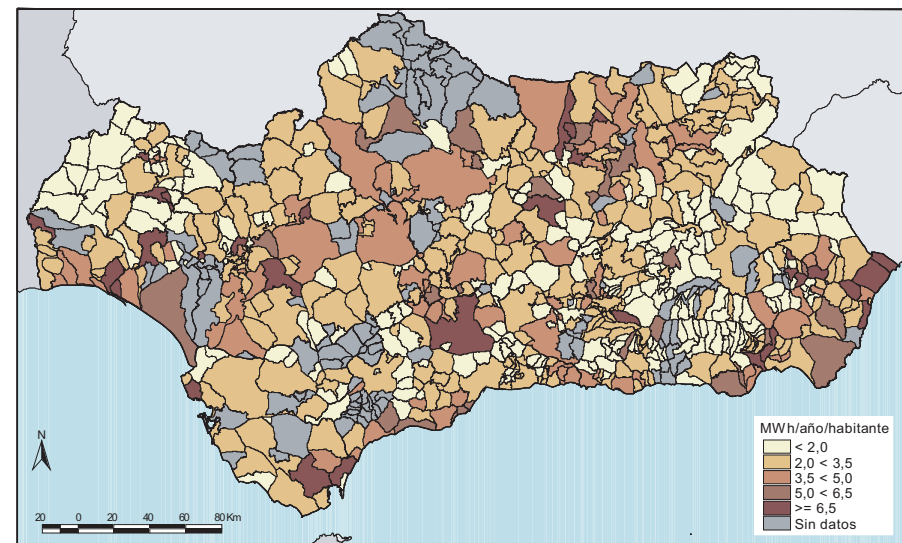 MWh/año/habitante
< 2,0
2,0 < 3,5
3,5 < 5,0
5,0 < 6,5
>= 6,5
Sin datos
N
20 0 20 40 60 80 Km